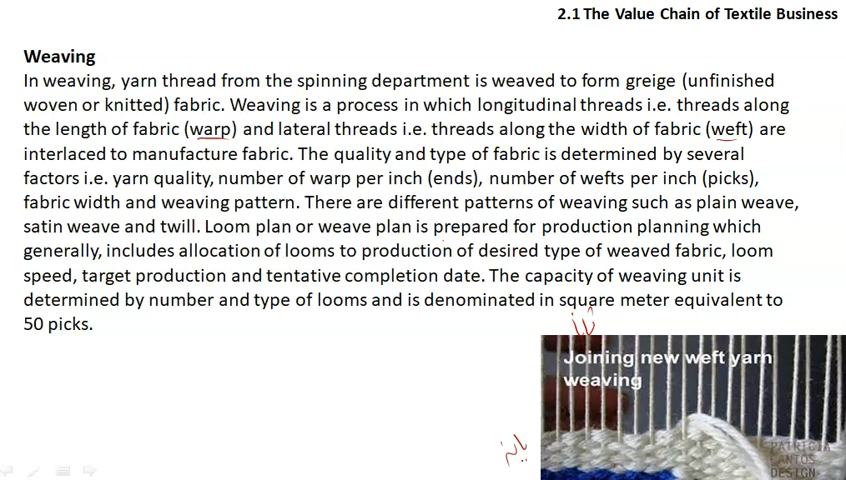 2.1 The Value Chain of Textile Business
Weaving
In weaving, yarn thread from the spinning department is weaved to form greige (unfinished
woven or knitted) fabric. Weaving is a process in which longitudinal threads i.e. threads along
the length of fabric (warp) and lateral threads i.e. threads along the width of fabric (weft) are
interlaced to manufacture fabric. The quality and type of fabric is determined by several
factors i.e. yarn quality, number of warp per inch (ends), number of wefts per inch (picks),
fabric width and weaving pattern. There are different patterns of weaving such as plain weave,
satin weave and twill. Loom plan or weave plan is prepared for production planning which
generally, includes allocation of looms to production of desired type of weaved fabric, loom
speed, target production and tentative completion date. The capacity of weaving unit is
determined by number and type of looms and is denominated in square meter equivalent to
50 picks.
Joining new weft yarn
weaving
PATRICIA
LANTOS
DESIGN